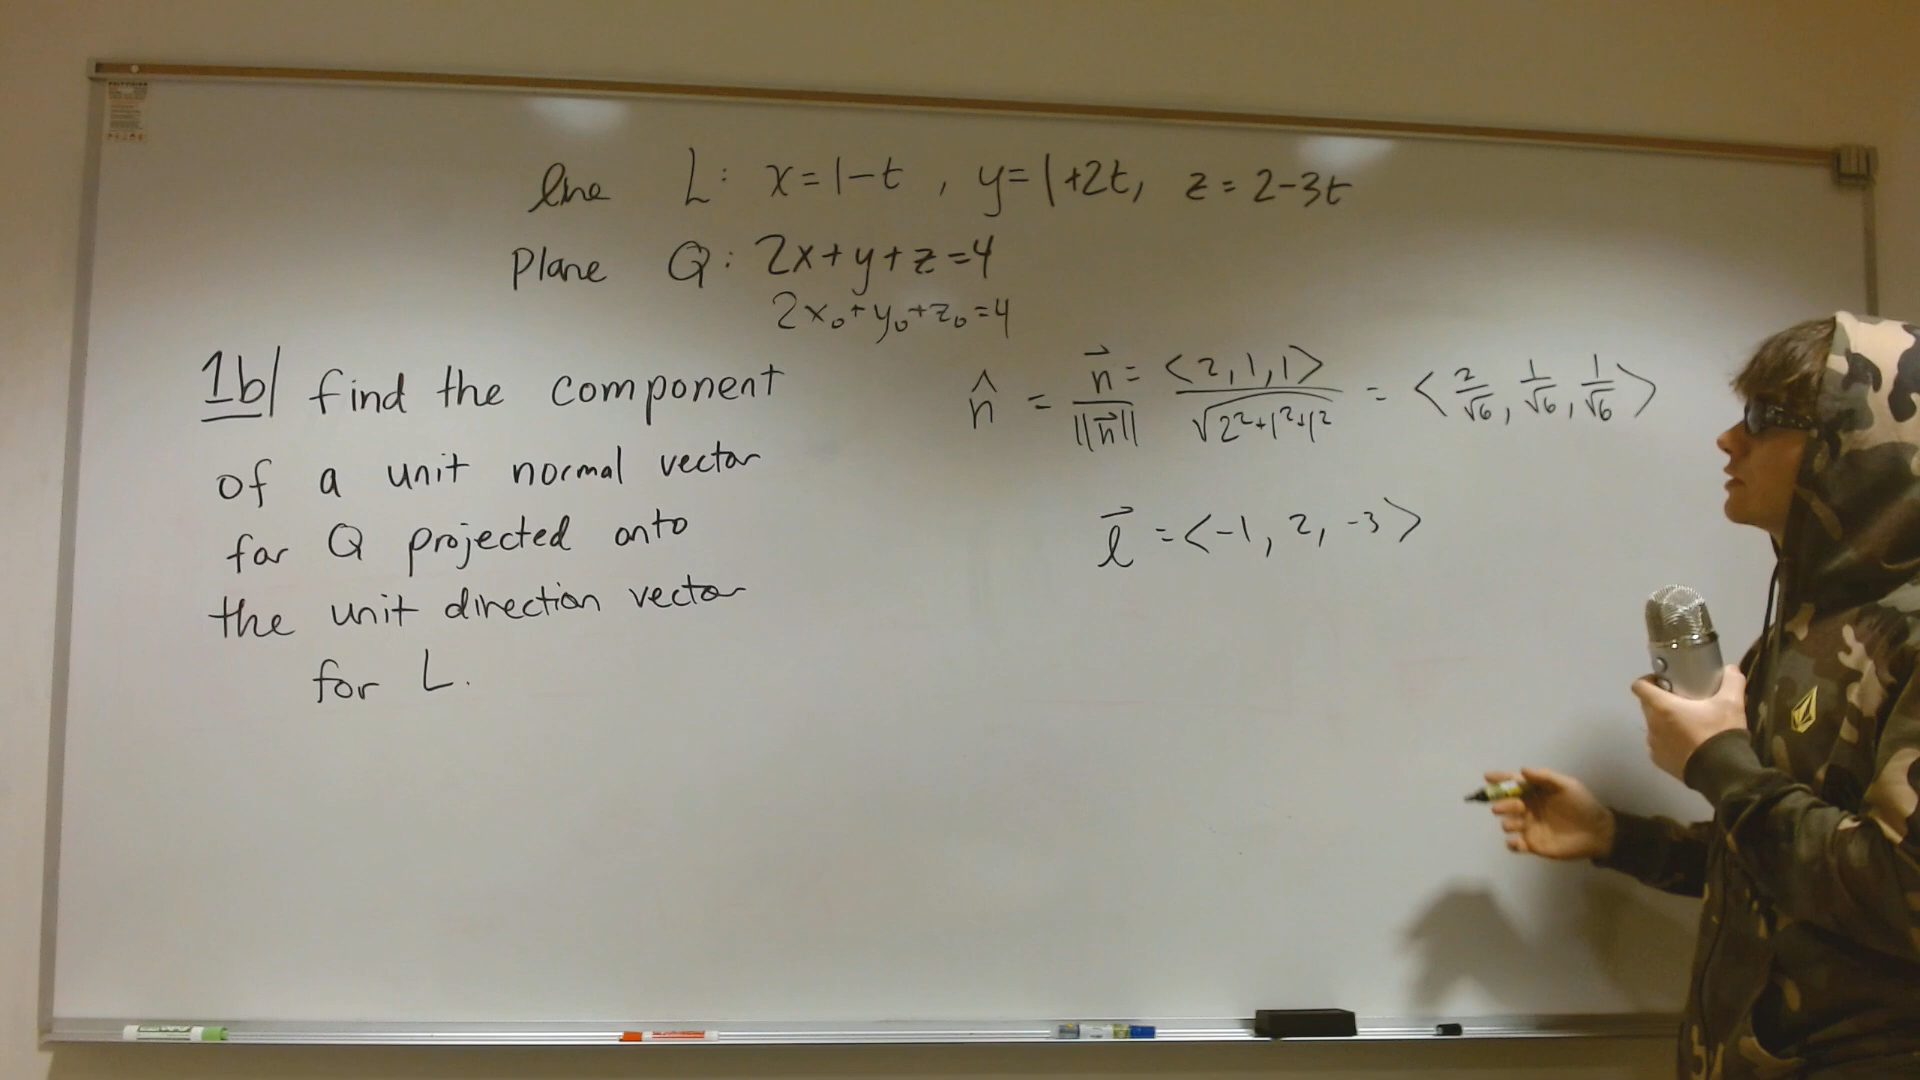 line L: x=1-t, y=1+2t, z=2-3t
Plane Q: 2x+y+z=4
2x₀+y₀+z₀=4
1b| find the component
of a unit normal vector
for Q projected onto
the unit direction vector
for L.
n̂ = n⃗/||n⃗|| = <2,1,1>/√2²+1²+1² = <2/√6, 1/√6, 1/√6>
l⃗ = <-1, 2, -3>